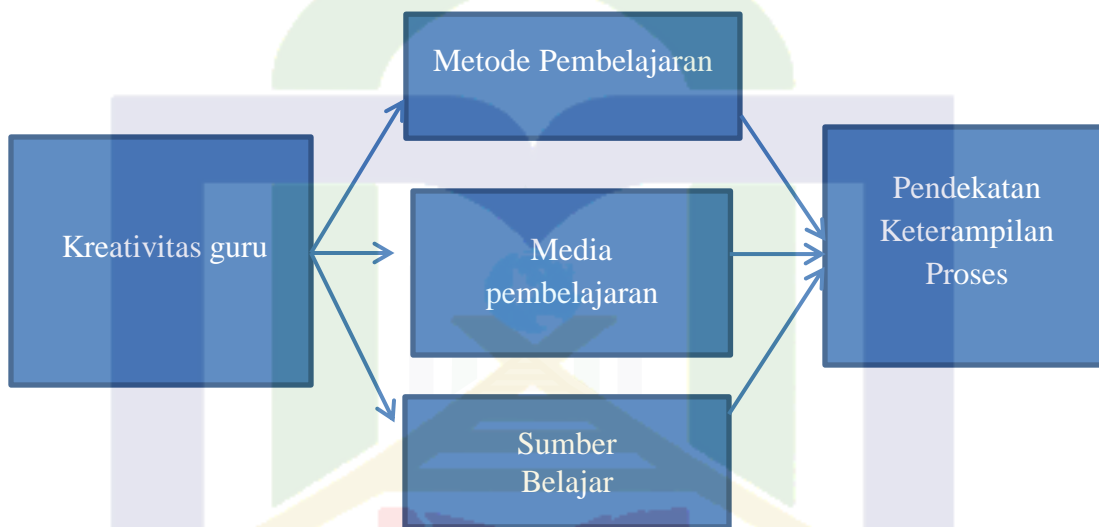 Metode Pembelajaran
Kreativitas guru
Media
pembelajaran
Pendekatan
Keterampilan
Proses
Sumber
Belajar